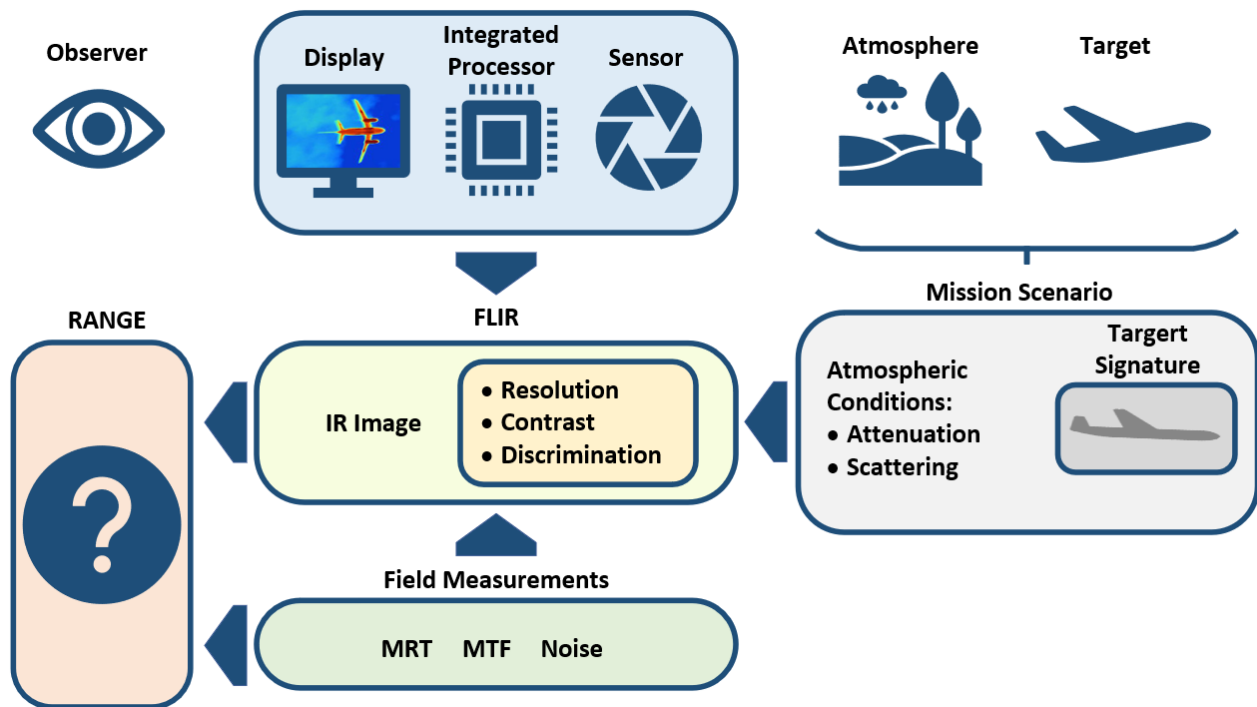 Observer
Display
Integrated
Processor
Sensor
Atmosphere
Target
Mission Scenario
RANGE
FLIR
Targert
Signature
Atmospheric
Conditions:
• Attenuation
• Scattering
IR Image
• Resolution
• Contrast
• Discrimination
?
Field Measurements
MRT MTF Noise